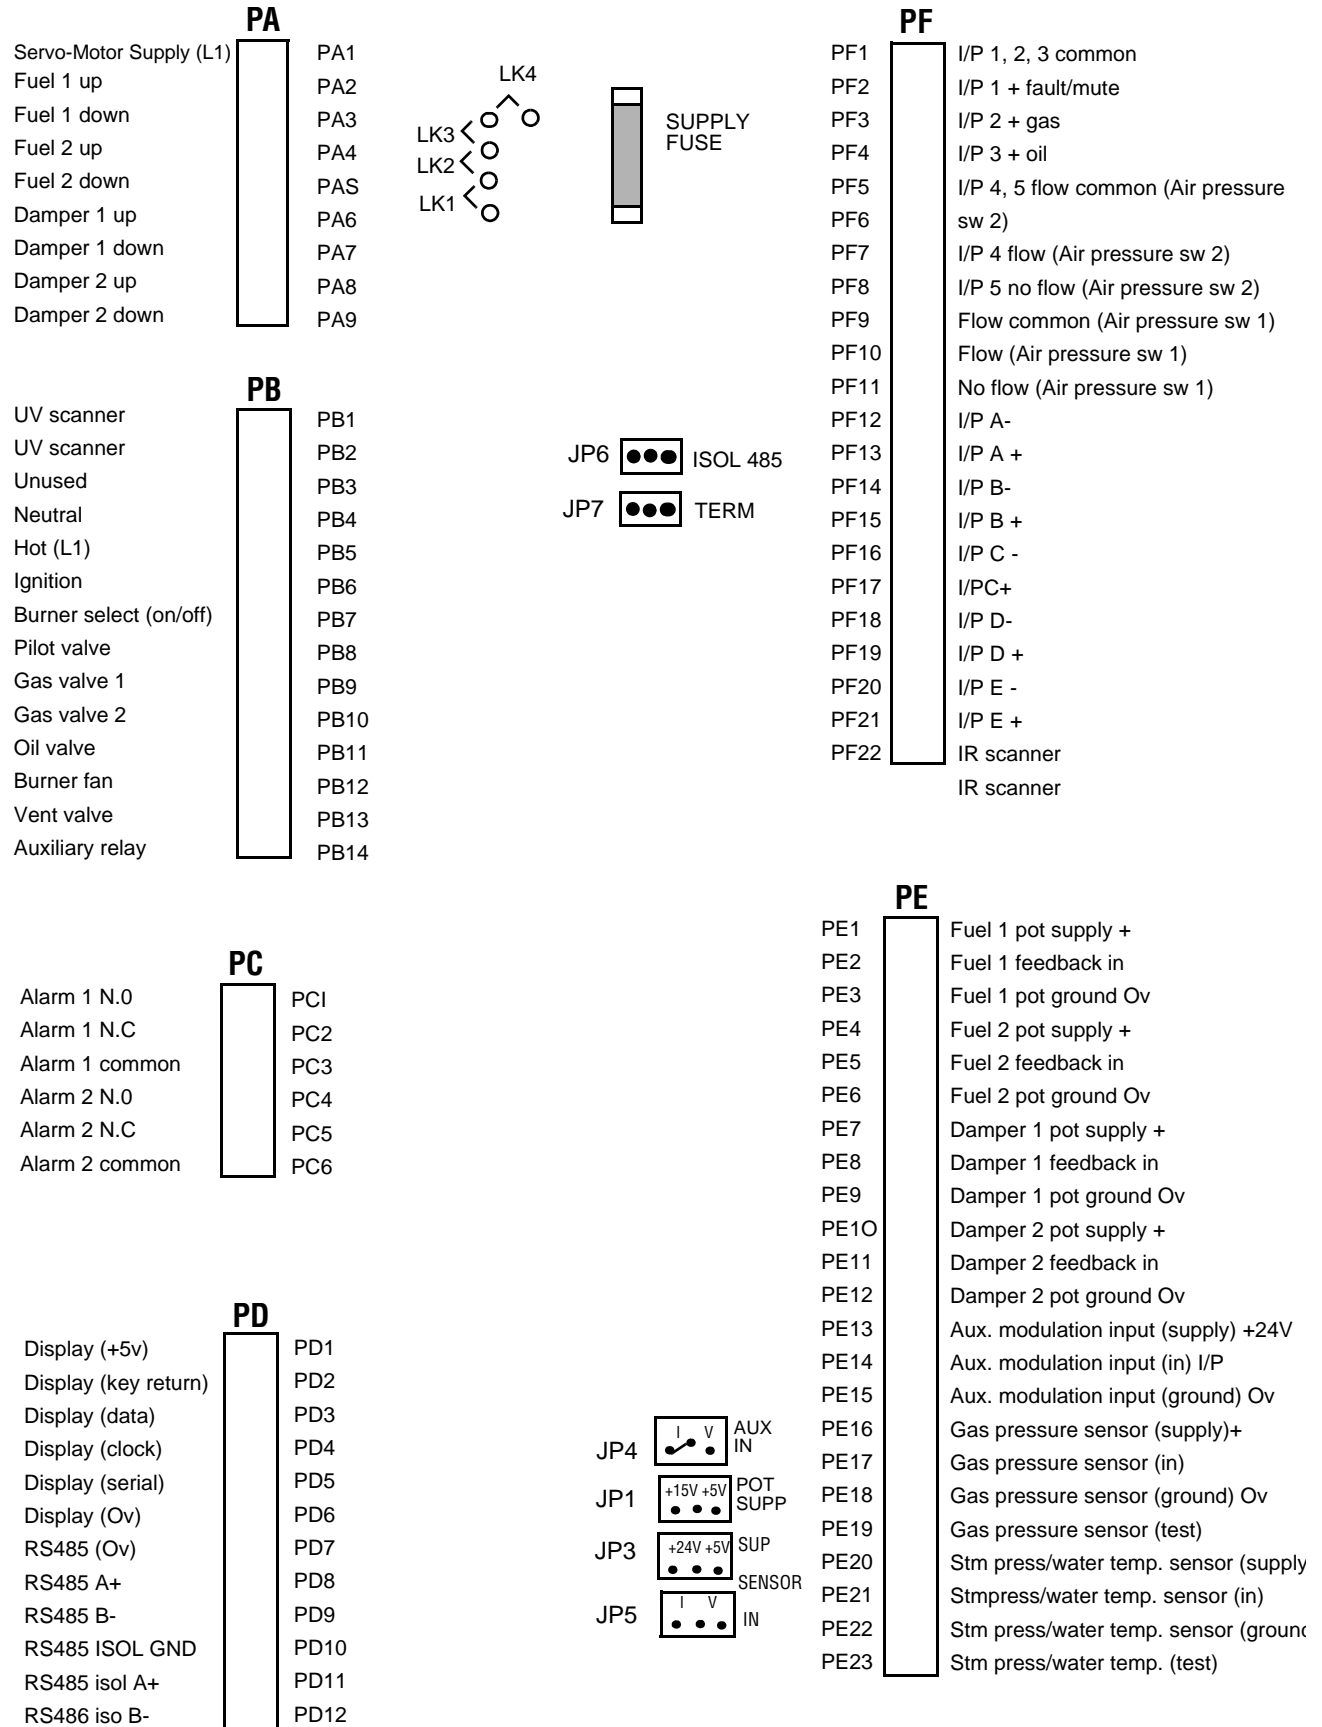 PA
Servo-Motor Supply (L1) PA1
Fuel 1 up PA2
Fuel 1 down PA3
Fuel 2 up PA4
Fuel 2 down PAS
Damper 1 up PA6
Damper 1 down PA7
Damper 2 up PA8
Damper 2 down PA9
LK4
LK3
LK2
LK1
SUPPLY
FUSE
PB
UV scanner PB1
UV scanner PB2
Unused PB3
Neutral PB4
Hot (L1) PB5
Ignition PB6
Burner select (on/off) PB7
Pilot valve PB8
Gas valve 1 PB9
Gas valve 2 PB10
Oil valve PB11
Burner fan PB12
Vent valve PB13
Auxiliary relay PB14
JP6 ISOL 485
JP7 TERM
PC
Alarm 1 N.0 PCI
Alarm 1 N.C PC2
Alarm 1 common PC3
Alarm 2 N.0 PC4
Alarm 2 N.C PC5
Alarm 2 common PC6
PD
Display (+5v) PD1
Display (key return) PD2
Display (data) PD3
Display (clock) PD4
Display (serial) PD5
Display (Ov) PD6
RS485 (Ov) PD7
RS485 A+ PD8
RS485 B- PD9
RS485 ISOL GND PD10
RS485 isol A+ PD11
RS486 iso B- PD12
JP4 I V AUX
IN
JP1 +15V +5V POT
SUPP
JP3 +24V +5V SUP
SENSOR
JP5 I V IN
PF
PF1 I/P 1, 2, 3 common
PF2 I/P 1 + fault/mute
PF3 I/P 2 + gas
PF4 I/P 3 + oil
PF5 I/P 4, 5 flow common (Air pressure
PF6 sw 2)
PF7 I/P 4 flow (Air pressure sw 2)
PF8 I/P 5 no flow (Air pressure sw 2)
PF9 Flow common (Air pressure sw 1)
PF10 Flow (Air pressure sw 1)
PF11 No flow (Air pressure sw 1)
PF12 I/P A-
PF13 I/P A +
PF14 I/P B-
PF15 I/P B +
PF16 I/P C -
PF17 I/PC+
PF18 I/P D-
PF19 I/P D +
PF20 I/P E -
PF21 I/P E +
PF22 IR scanner
IR scanner
PE
PE1 Fuel 1 pot supply +
PE2 Fuel 1 feedback in
PE3 Fuel 1 pot ground Ov
PE4 Fuel 2 pot supply +
PE5 Fuel 2 feedback in
PE6 Fuel 2 pot ground Ov
PE7 Damper 1 pot supply +
PE8 Damper 1 feedback in
PE9 Damper 1 pot ground Ov
PE1O Damper 2 pot supply +
PE11 Damper 2 feedback in
PE12 Damper 2 pot ground Ov
PE13 Aux. modulation input (supply) +24V
PE14 Aux. modulation input (in) I/P
PE15 Aux. modulation input (ground) Ov
PE16 Gas pressure sensor (supply)+
PE17 Gas pressure sensor (in)
PE18 Gas pressure sensor (ground) Ov
PE19 Gas pressure sensor (test)
PE20 Stm press/water temp. sensor (supply
PE21 Stmpress/water temp. sensor (in)
PE22 Stm press/water temp. sensor (ground
PE23 Stm press/water temp. (test)